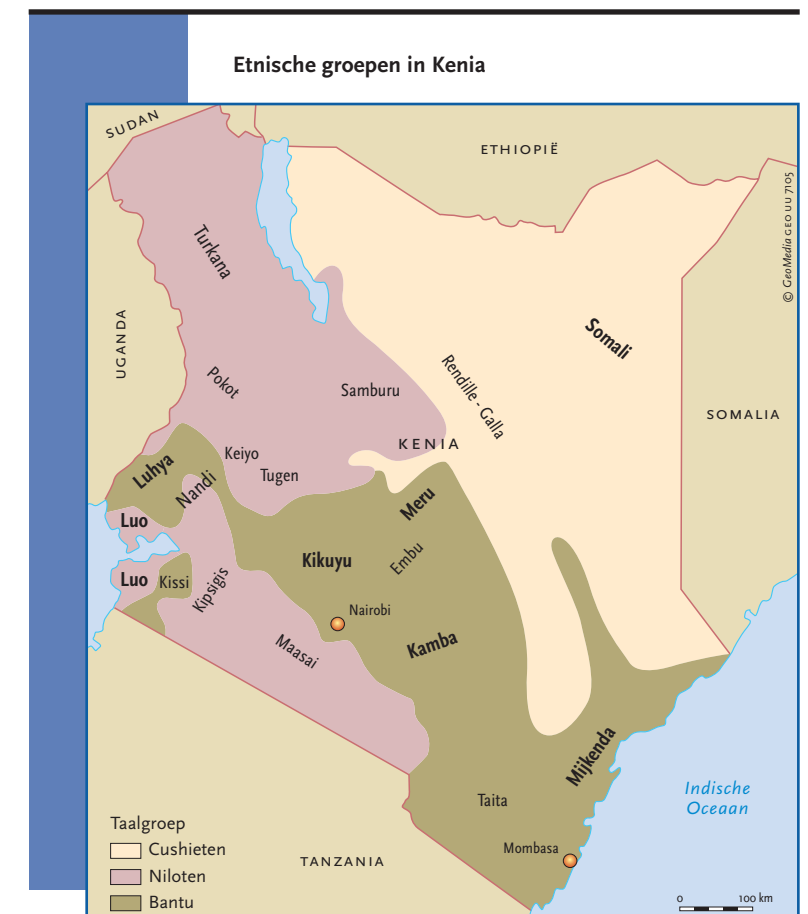 Etnische groepen in Kenia
SUDAN
ETHIOPIË
© GeoMedia GEO UU 7105
Turkana
UGANDA
Somali
Pokot
Samburu
Rendille - Galla
SOMALIA
KENIA
Keiyo
Luhya
Tugen
Nandi
Meru
Luo
Kikuyu
Embu
Luo
Kissi
Kipsigis
Nairobi
Maasai
Kamba
Mijkenda
Indische
Oceaan
Taita
Mombasa
Taalgroep
Cushieten
TANZANIA
Niloten
Bantu
0 100 km